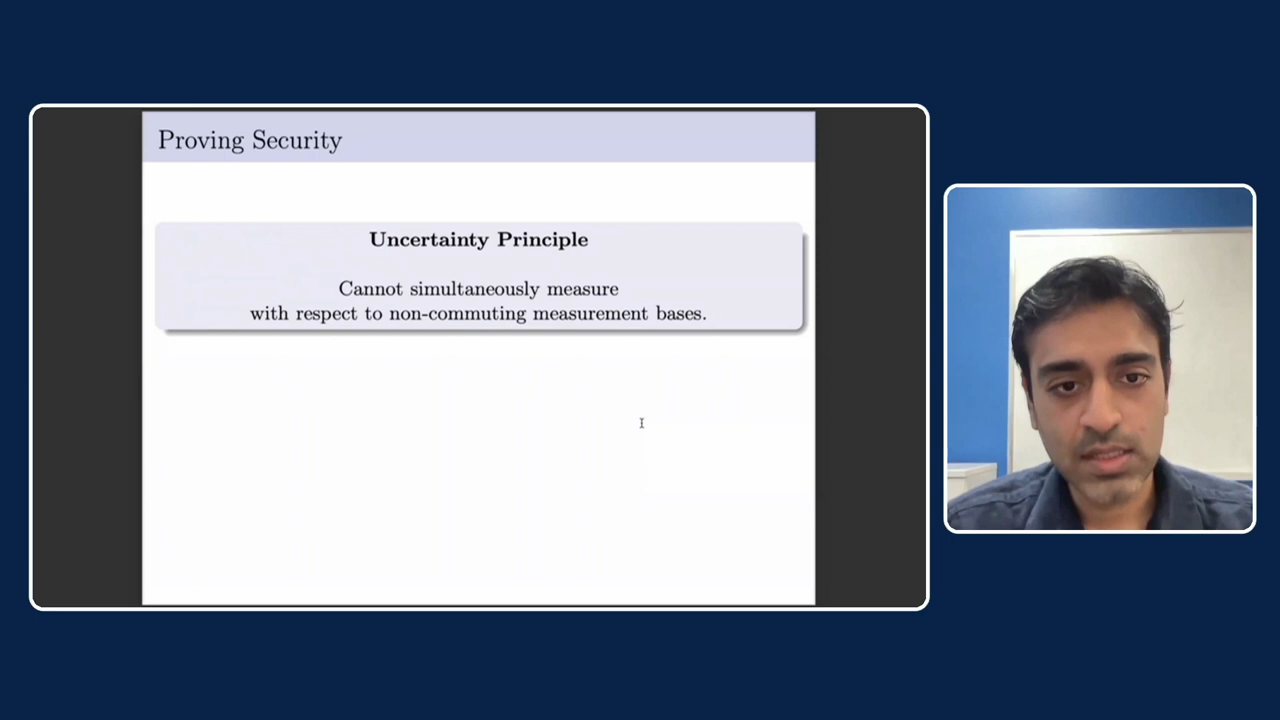 Proving Security
Uncertainty Principle
Cannot simultaneously measure
with respect to non-commuting measurement bases.